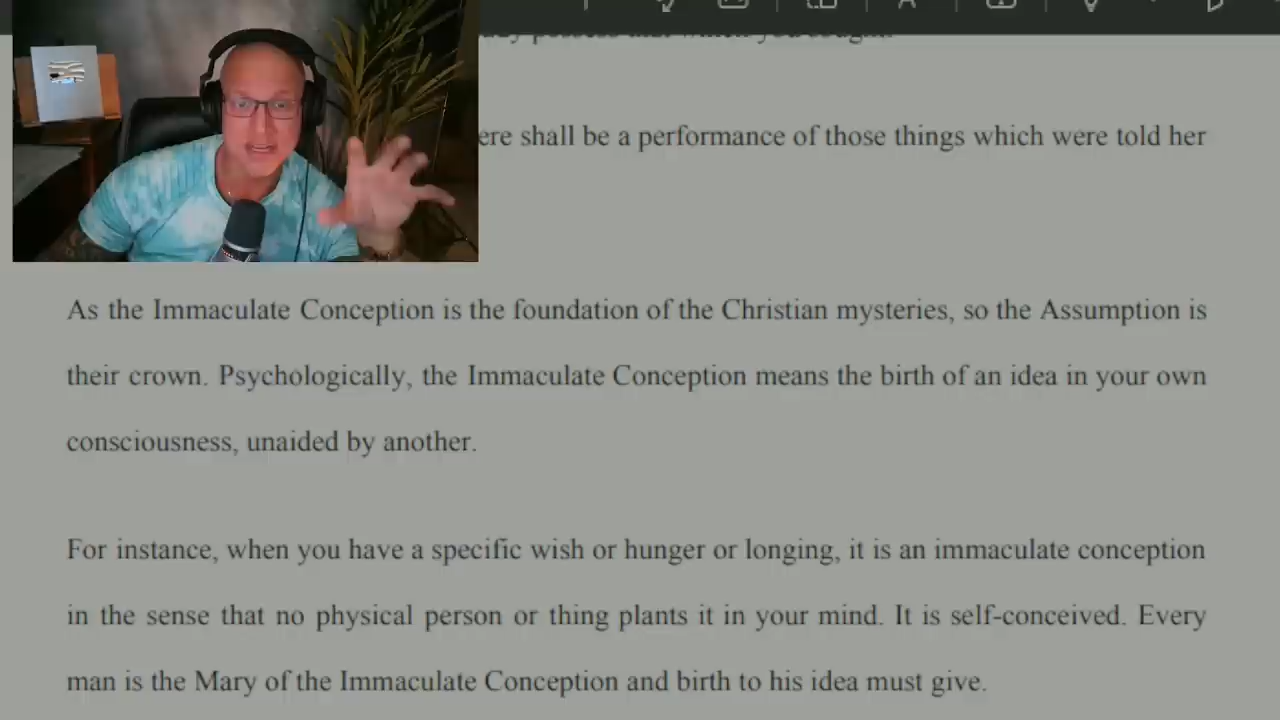 ere shall be a performance of those things which were told her
As the Immaculate Conception is the foundation of the Christian mysteries, so the Assumption is
their crown. Psychologically, the Immaculate Conception means the birth of an idea in your own
consciousness, unaided by another.
For instance, when you have a specific wish or hunger or longing, it is an immaculate conception
in the sense that no physical person or thing plants it in your mind. It is self-conceived. Every
man is the Mary of the Immaculate Conception and birth to his idea must give.